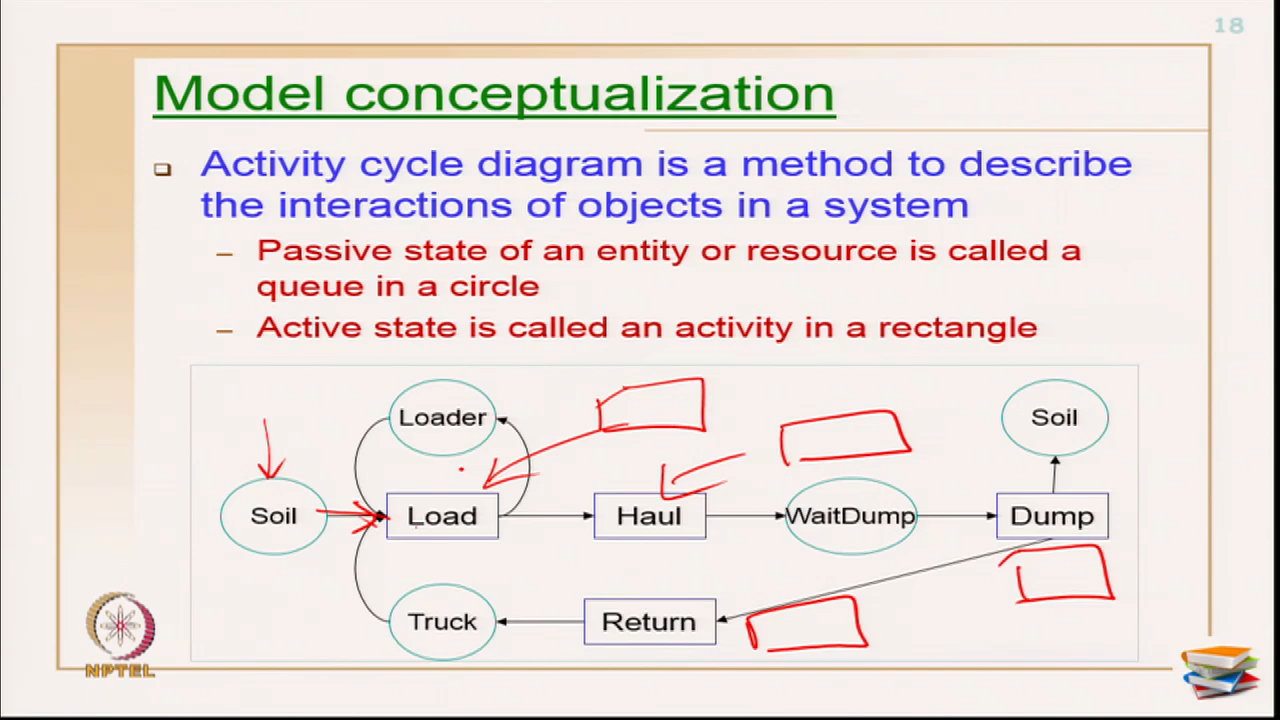 18
Model conceptualization
Activity cycle diagram is a method to describe
the interactions of objects in a system
– Passive state of an entity or resource is called a
queue in a circle
– Active state is called an activity in a rectangle
Loader
Soil
Soil
Load
Haul
WaitDump
Dump
Truck
Return
NPTEL